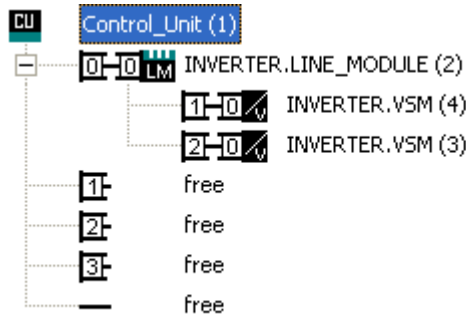 CU Control_Unit (1)
0 0 LM INVERTER.LINE_MODULE (2)
1 0 V INVERTER.VSM (4)
2 0 V INVERTER.VSM (3)
1 free
2 free
3 free
free